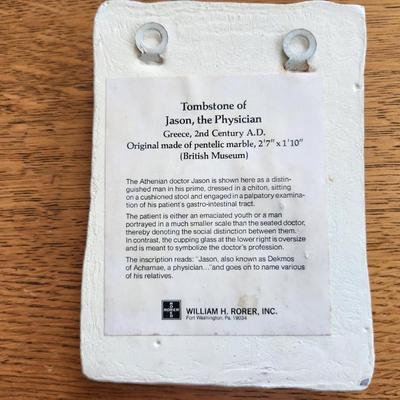 Tombstone of
Jason, the Physician
Greece, 2nd Century A.D.
Original made of pentelic marble, 2'7" x 1'10"
(British Museum)
The Athenian doctor Jason is shown here as a distin-
guished man in his prime, dressed in a chiton, sitting
on a cushioned stool and engaged in a palpatory examina-
tion of his patient's gastro-intestinal tract.
The patient is either an emaciated youth or a man
portrayed in a much smaller scale than the seated doctor,
thereby denoting the social distinction between them.
In contrast, the cupping glass at the lower right is oversize
and is meant to symbolize the doctor's profession.
The inscription reads: "Jason, also known as Dekmos
of Acharnae, a physician..." and goes on to name various
of his relatives.
RORER
WILLIAM H. RORER, INC.
Fort Washington, Pa. 19034